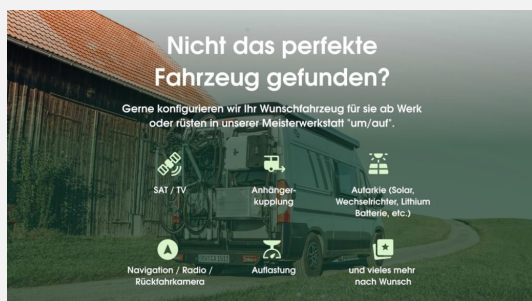 Nicht das perfekte
Fahrzeug gefunden?
Gerne konfigurieren wir Ihr Wunschfahrzeug für sie ab Werk
oder rüsten in unserer Meisterwerkstatt "um/auf".
SAT / TV
Anhänger-
kupplung
Autarkie (Solar,
Wechselrichter, Lithium
Batterie, etc.)
Navigation / Radio /
Rückfahrkamera
Auflastung
und vieles mehr
nach Wunsch